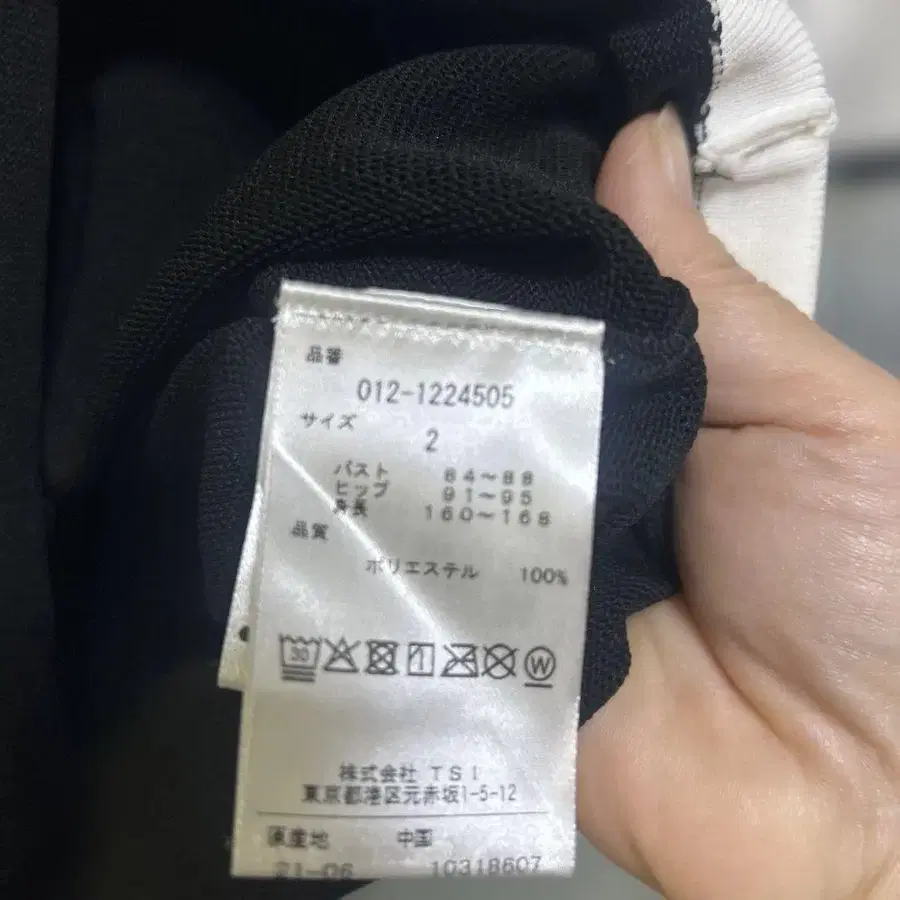 品番
012-1224505
サイズ
2
バスト 84～88
ヒップ 91～95
身長 160～168
品質
ポリエステル 100%
30
W
株式会社 TSI
東京都港区元赤坂1-5-12
原産地 中国
21-06 10318607